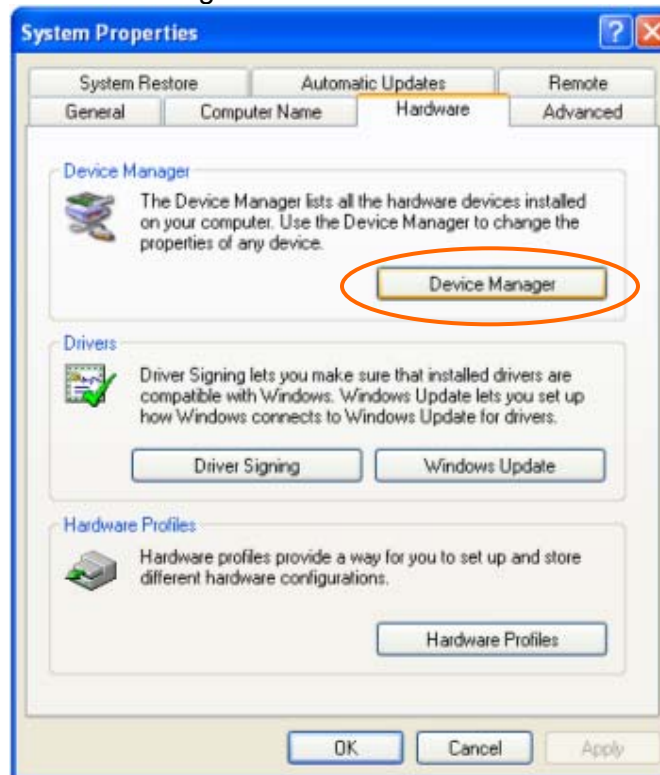 System Properties
System Restore Automatic Updates Remote
General Computer Name Hardware Advanced
Device Manager
The Device Manager lists all the hardware devices installed
on your computer. Use the Device Manager to change the
properties of any device.
Device Manager
Drivers
Driver Signing lets you make sure that installed drivers are
compatible with Windows. Windows Update lets you set up
how Windows connects to Windows Update for drivers.
Driver Signing Windows Update
Hardware Profiles
Hardware profiles provide a way for you to set up and store
different hardware configurations.
Hardware Profiles
OK Cancel Apply